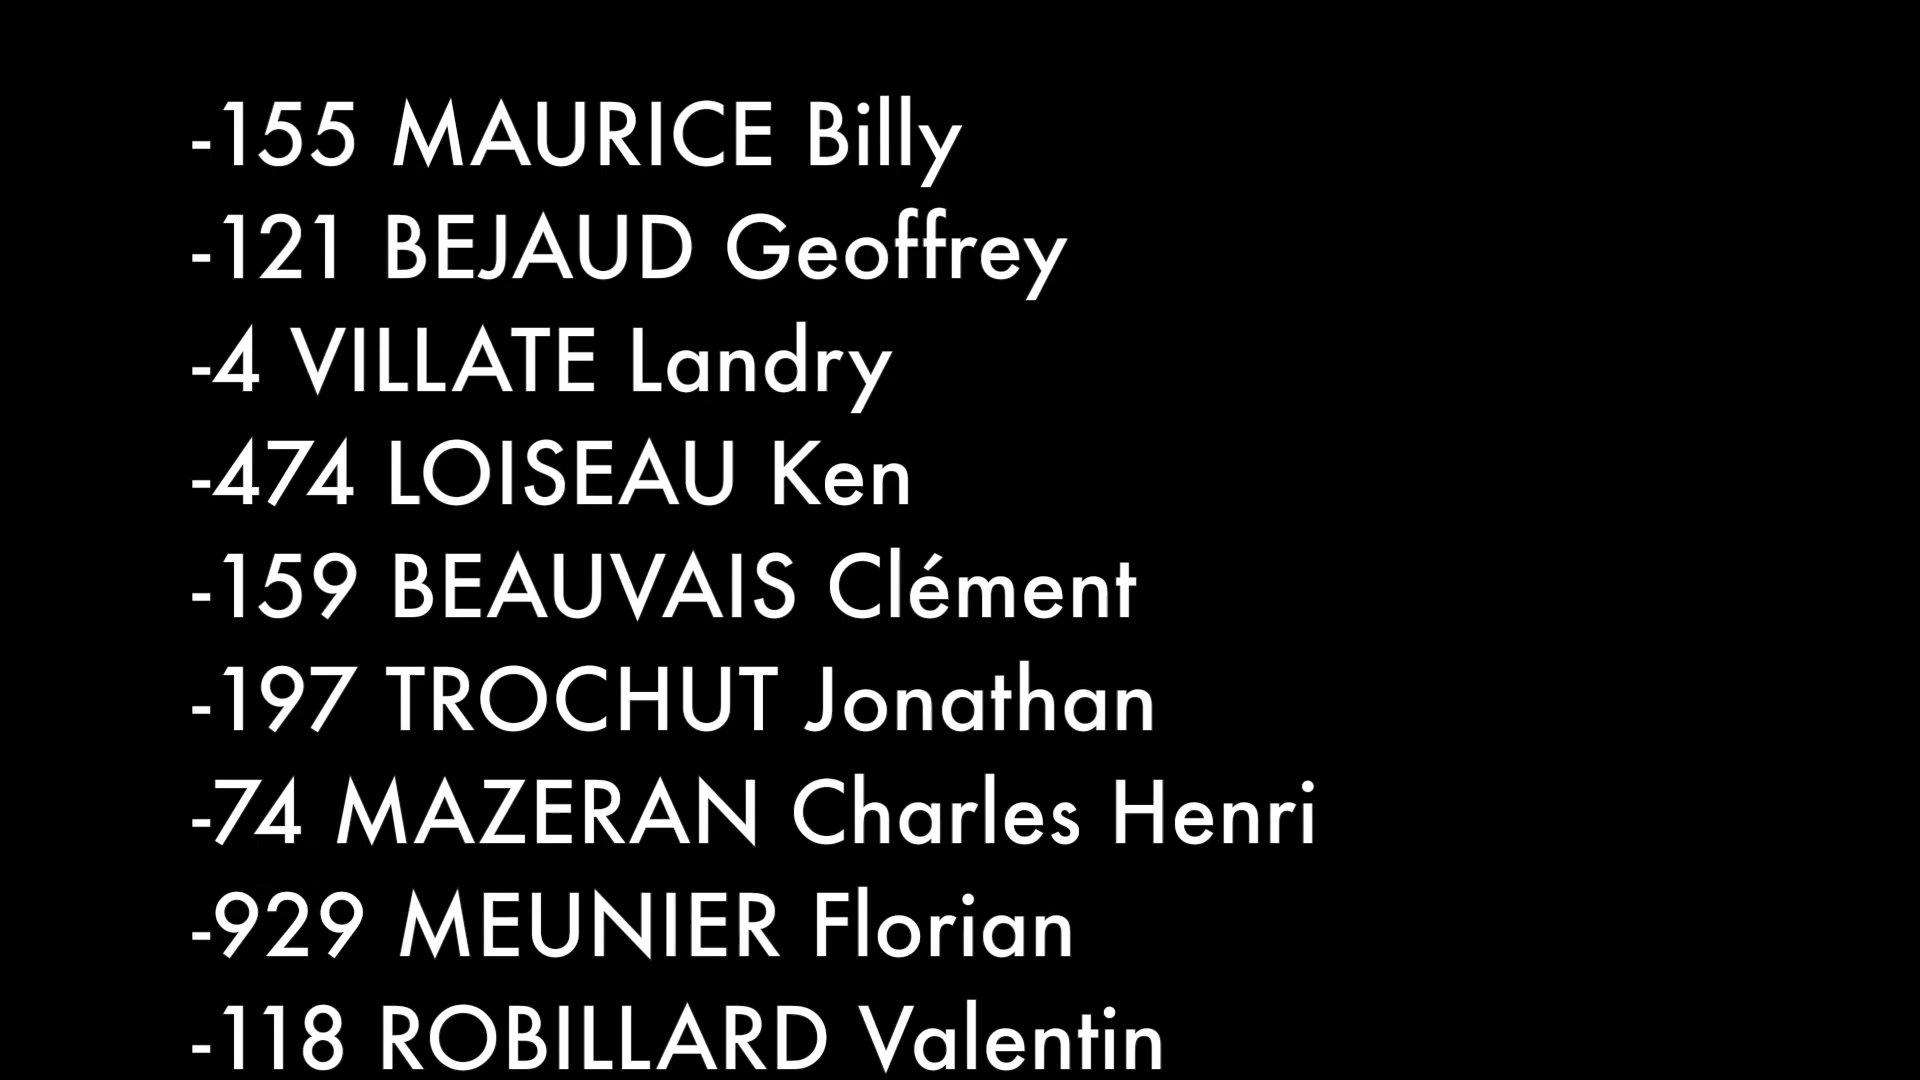 -155 MAURICE Billy
-121 BEJAUD Geoffrey
-4 VILLATE Landry
-474 LOISEAU Ken
-159 BEAUVAIS Clément
-197 TROCHUT Jonathan
-74 MAZERAN Charles Henri
-929 MEUNIER Florian
-118 ROBILLARD Valentin